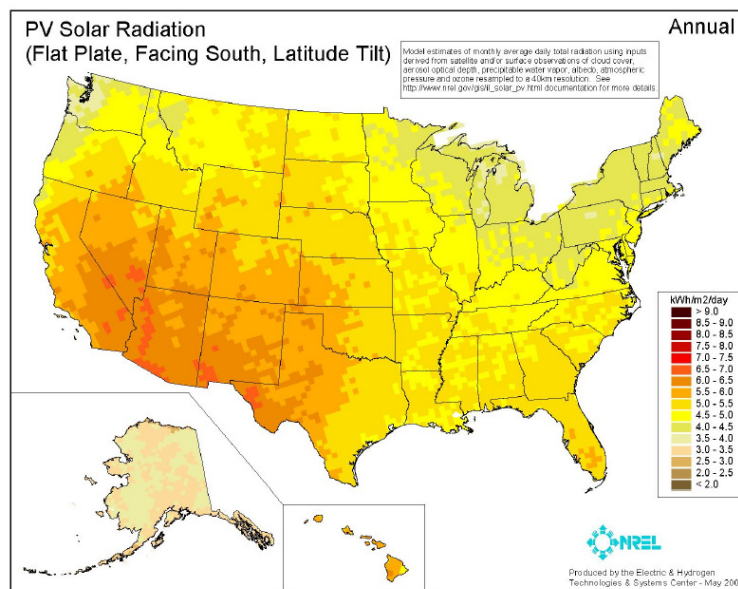 PV Solar Radiation
(Flat Plate, Facing South, Latitude Tilt)
Annual
Model estimates of monthly average daily total radiation using inputs
derived from satellite and/or surface observations of cloud cover,
aerosol optical depth, precipitable water vapor, albedo, atmospheric
pressure and ozone resampled to a 40km resolution. See
http://www.nrel.gov/gis/il_solar_pv.html documentation for more details.
kWh/m2/day
> 9.0
8.5 - 9.0
8.0 - 8.5
7.5 - 8.0
7.0 - 7.5
6.5 - 7.0
6.0 - 6.5
5.5 - 6.0
5.0 - 5.5
4.5 - 5.0
4.0 - 4.5
3.5 - 4.0
3.0 - 3.5
2.5 - 3.0
2.0 - 2.5
< 2.0
NREL
Produced by the Electric & Hydrogen
Technologies & Systems Center - May 200